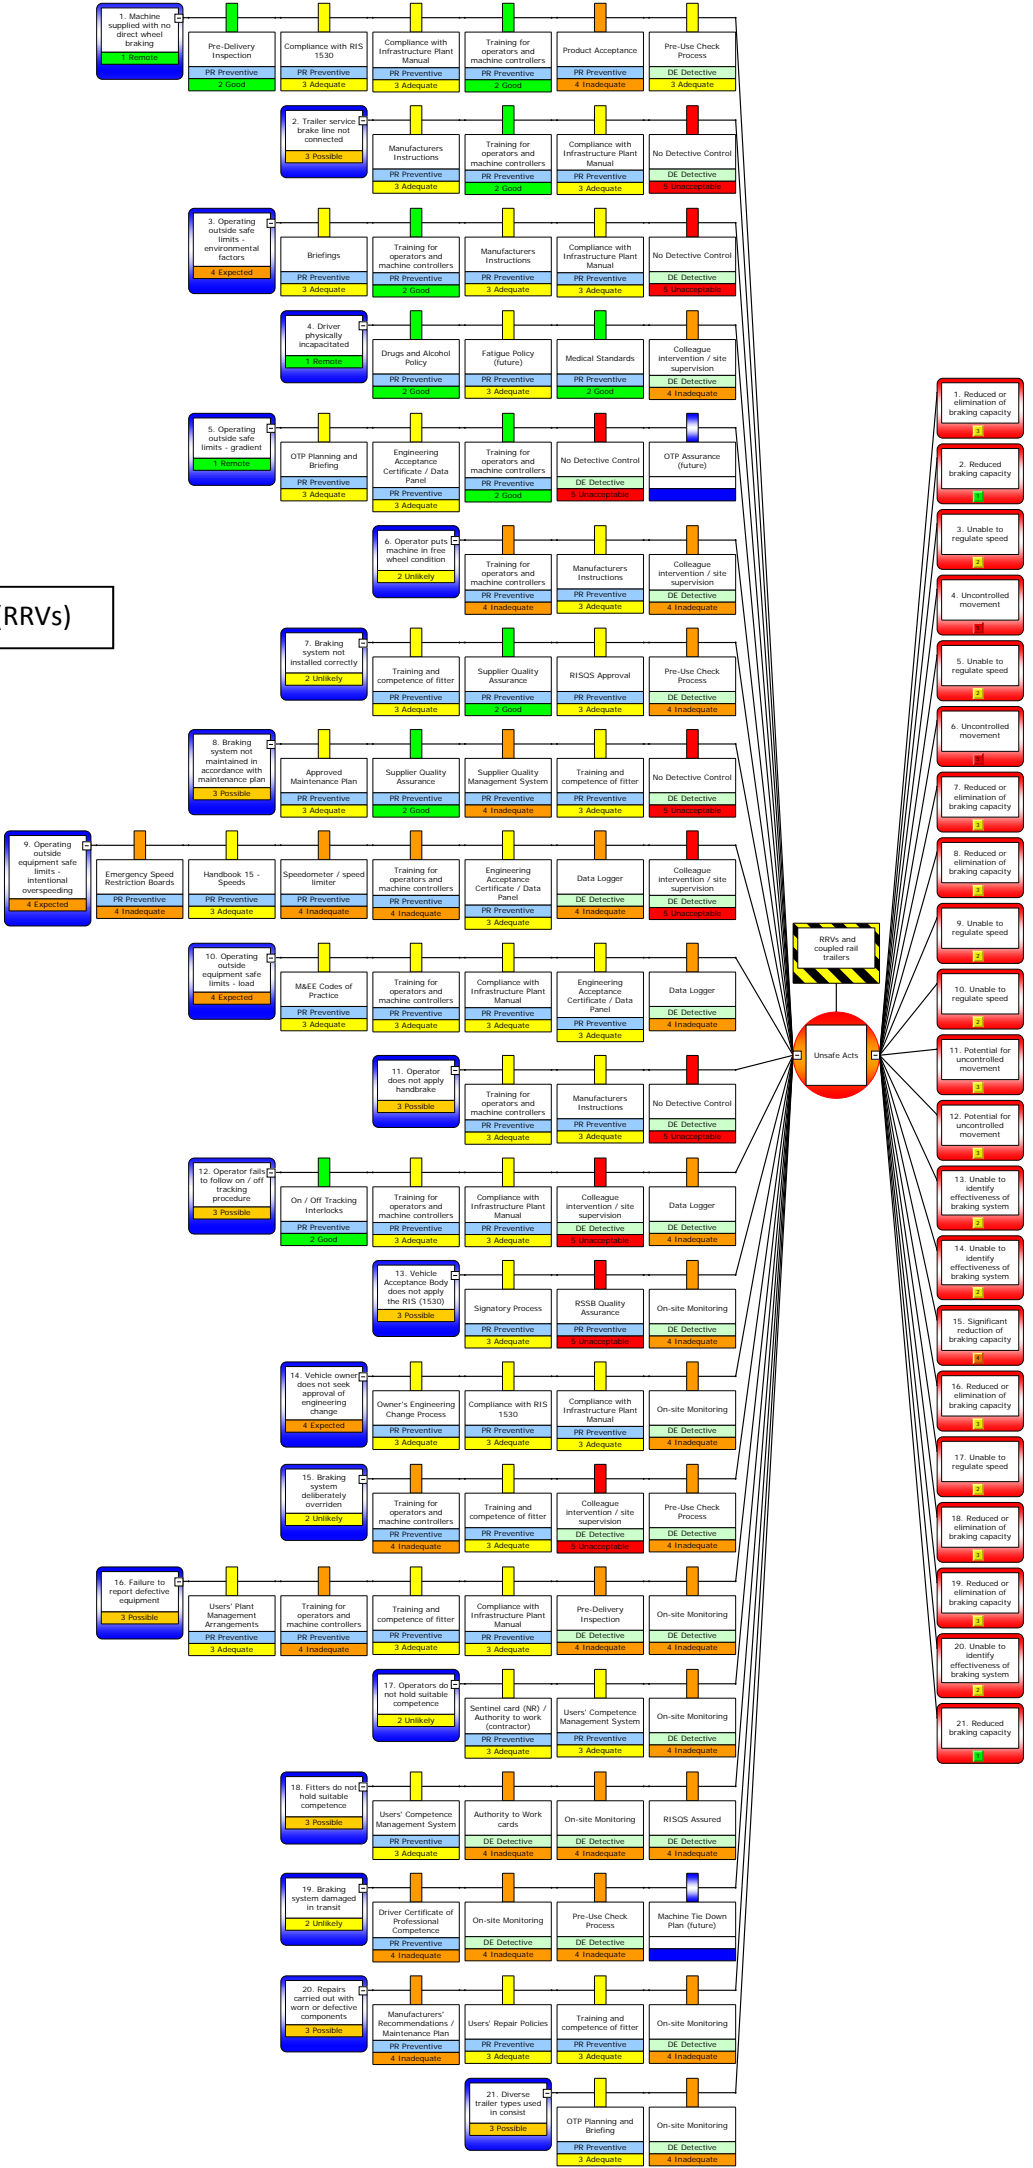 1. Machine
supplied with no
direct wheel
braking
1 Remote
Pre-Delivery
Inspection
PR Preventive
2 Good
Compliance with RIS
1530
PR Preventive
3 Adequate
Compliance with
Infrastructure Plant
Manual
PR Preventive
3 Adequate
Training for
operators and
machine controllers
PR Preventive
2 Good
Product Acceptance
PR Preventive
4 Inadequate
Pre-Use Check
Process
DE Detective
3 Adequate
2. Trailer service
brake line not
connected
3 Possible
Manufacturers
Instructions
PR Preventive
3 Adequate
Training for
operators and
machine controllers
PR Preventive
2 Good
Compliance with
Infrastructure Plant
Manual
PR Preventive
3 Adequate
No Detective Control
DE Detective
5 Unacceptable
3. Operating
outside safe
limits -
environmental
factors
4 Expected
Briefings
PR Preventive
3 Adequate
Training for
operators and
machine controllers
PR Preventive
2 Good
Manufacturers
Instructions
PR Preventive
3 Adequate
Compliance with
Infrastructure Plant
Manual
PR Preventive
3 Adequate
No Detective Control
DE Detective
5 Unacceptable
4. Driver
physically
incapacitated
1 Remote
Drugs and Alcohol
Policy
PR Preventive
2 Good
Fatigue Policy
(future)
PR Preventive
3 Adequate
Medical Standards
PR Preventive
2 Good
Colleague
intervention / site
supervision
DE Detective
4 Inadequate
5. Operating
outside safe
limits - gradient
1 Remote
OTP Planning and
Briefing
PR Preventive
3 Adequate
Engineering
Acceptance
Certificate / Data
Panel
PR Preventive
3 Adequate
Training for
operators and
machine controllers
PR Preventive
2 Good
No Detective Control
DE Detective
5 Unacceptable
OTP Assurance
(future)
6. Operator puts
machine in free
wheel condition
2 Unlikely
Training for
operators and
machine controllers
PR Preventive
4 Inadequate
Manufacturers
Instructions
PR Preventive
3 Adequate
Colleague
intervention / site
supervision
DE Detective
4 Inadequate
(RRVs)
7. Braking
system not
installed correctly
2 Unlikely
Training and
competence of fitter
PR Preventive
3 Adequate
Supplier Quality
Assurance
PR Preventive
2 Good
RISQS Approval
PR Preventive
3 Adequate
Pre-Use Check
Process
DE Detective
4 Inadequate
8. Braking
system not
maintained in
accordance with
maintenance plan
3 Possible
Approved
Maintenance Plan
PR Preventive
3 Adequate
Supplier Quality
Assurance
PR Preventive
2 Good
Supplier Quality
Management System
PR Preventive
4 Inadequate
Training and
competence of fitter
PR Preventive
3 Adequate
No Detective Control
DE Detective
5 Unacceptable
9. Operating
outside
equipment safe
limits -
intentional
overspeeding
4 Expected
Emergency Speed
Restriction Boards
PR Preventive
4 Inadequate
Handbook 15 -
Speeds
PR Preventive
3 Adequate
Speedometer / speed
limiter
PR Preventive
4 Inadequate
Training for
operators and
machine controllers
PR Preventive
4 Inadequate
Engineering
Acceptance
Certificate / Data
Panel
PR Preventive
3 Adequate
Data Logger
DE Detective
4 Inadequate
Colleague
intervention / site
supervision
DE Detective
5 Unacceptable
10. Operating
outside
equipment safe
limits - load
4 Expected
M&EE Codes of
Practice
PR Preventive
3 Adequate
Training for
operators and
machine controllers
PR Preventive
3 Adequate
Compliance with
Infrastructure Plant
Manual
PR Preventive
3 Adequate
Engineering
Acceptance
Certificate / Data
Panel
PR Preventive
3 Adequate
Data Logger
DE Detective
4 Inadequate
11. Operator
does not apply
handbrake
3 Possible
Training for
operators and
machine controllers
PR Preventive
3 Adequate
Manufacturers
Instructions
PR Preventive
3 Adequate
No Detective Control
DE Detective
5 Unacceptable
12. Operator fails
to follow on / off
tracking
procedure
3 Possible
On / Off Tracking
Interlocks
PR Preventive
2 Good
Training for
operators and
machine controllers
PR Preventive
3 Adequate
Compliance with
Infrastructure Plant
Manual
PR Preventive
3 Adequate
Colleague
intervention / site
supervision
DE Detective
5 Unacceptable
Data Logger
DE Detective
4 Inadequate
13. Vehicle
Acceptance Body
does not apply
the RIS (1530)
3 Possible
Signatory Process
PR Preventive
3 Adequate
RSSB Quality
Assurance
PR Preventive
5 Unacceptable
On-site Monitoring
DE Detective
4 Inadequate
14. Vehicle owner
does not seek
approval of
engineering
change
4 Expected
Owner's Engineering
Change Process
PR Preventive
3 Adequate
Compliance with RIS
1530
PR Preventive
3 Adequate
Compliance with
Infrastructure Plant
Manual
PR Preventive
3 Adequate
On-site Monitoring
DE Detective
4 Inadequate
15. Braking
system
deliberately
overriden
2 Unlikely
Training for
operators and
machine controllers
PR Preventive
4 Inadequate
Training and
competence of fitter
PR Preventive
3 Adequate
Colleague
intervention / site
supervision
DE Detective
5 Unacceptable
Pre-Use Check
Process
DE Detective
4 Inadequate
16. Failure to
report defective
equipment
3 Possible
Users' Plant
Management
Arrangements
PR Preventive
3 Adequate
Training for
operators and
machine controllers
PR Preventive
4 Inadequate
Training and
competence of fitter
PR Preventive
3 Adequate
Compliance with
Infrastructure Plant
Manual
PR Preventive
3 Adequate
Pre-Delivery
Inspection
DE Detective
4 Inadequate
On-site Monitoring
DE Detective
4 Inadequate
17. Operators do
not hold suitable
competence
2 Unlikely
Sentinel card (NR) /
Authority to work
(contractor)
PR Preventive
3 Adequate
Users' Competence
Management System
PR Preventive
3 Adequate
On-site Monitoring
DE Detective
4 Inadequate
18. Fitters do not
hold suitable
competence
3 Possible
Users' Competence
Management System
PR Preventive
3 Adequate
Authority to Work
cards
DE Detective
4 Inadequate
On-site Monitoring
DE Detective
4 Inadequate
RISQS Assured
DE Detective
4 Inadequate
19. Braking
system damaged
in transit
2 Unlikely
Driver Certificate of
Professional
Competence
PR Preventive
4 Inadequate
On-site Monitoring
DE Detective
4 Inadequate
Pre-Use Check
Process
DE Detective
4 Inadequate
Machine Tie Down
Plan (future)
20. Repairs
carried out with
worn or defective
components
3 Possible
Manufacturers'
Recommendations /
Maintenance Plan
PR Preventive
4 Inadequate
Users' Repair Policies
PR Preventive
3 Adequate
Training and
competence of fitter
PR Preventive
3 Adequate
On-site Monitoring
DE Detective
4 Inadequate
21. Diverse
trailer types used
in consist
3 Possible
OTP Planning and
Briefing
PR Preventive
3 Adequate
On-site Monitoring
DE Detective
4 Inadequate
RRVs and
coupled rail
trailers
Unsafe Acts
1. Reduced or
elimination of
braking capacity
3
2. Reduced
braking capacity
1
3. Unable to
regulate speed
2
4. Uncontrolled
movement
5. Unable to
regulate speed
2
6. Uncontrolled
movement
7. Reduced or
elimination of
braking capacity
3
8. Reduced or
elimination of
braking capacity
3
9. Unable to
regulate speed
2
10. Unable to
regulate speed
2
11. Potential for
uncontrolled
movement
3
12. Potential for
uncontrolled
movement
3
13. Unable to
identify
effectiveness of
braking system
2
14. Unable to
identify
effectiveness of
braking system
2
15. Significant
reduction of
braking capacity
4
16. Reduced or
elimination of
braking capacity
3
17. Unable to
regulate speed
2
18. Reduced or
elimination of
braking capacity
3
19. Reduced or
elimination of
braking capacity
3
20. Unable to
identify
effectiveness of
braking system
2
21. Reduced
braking capacity
1